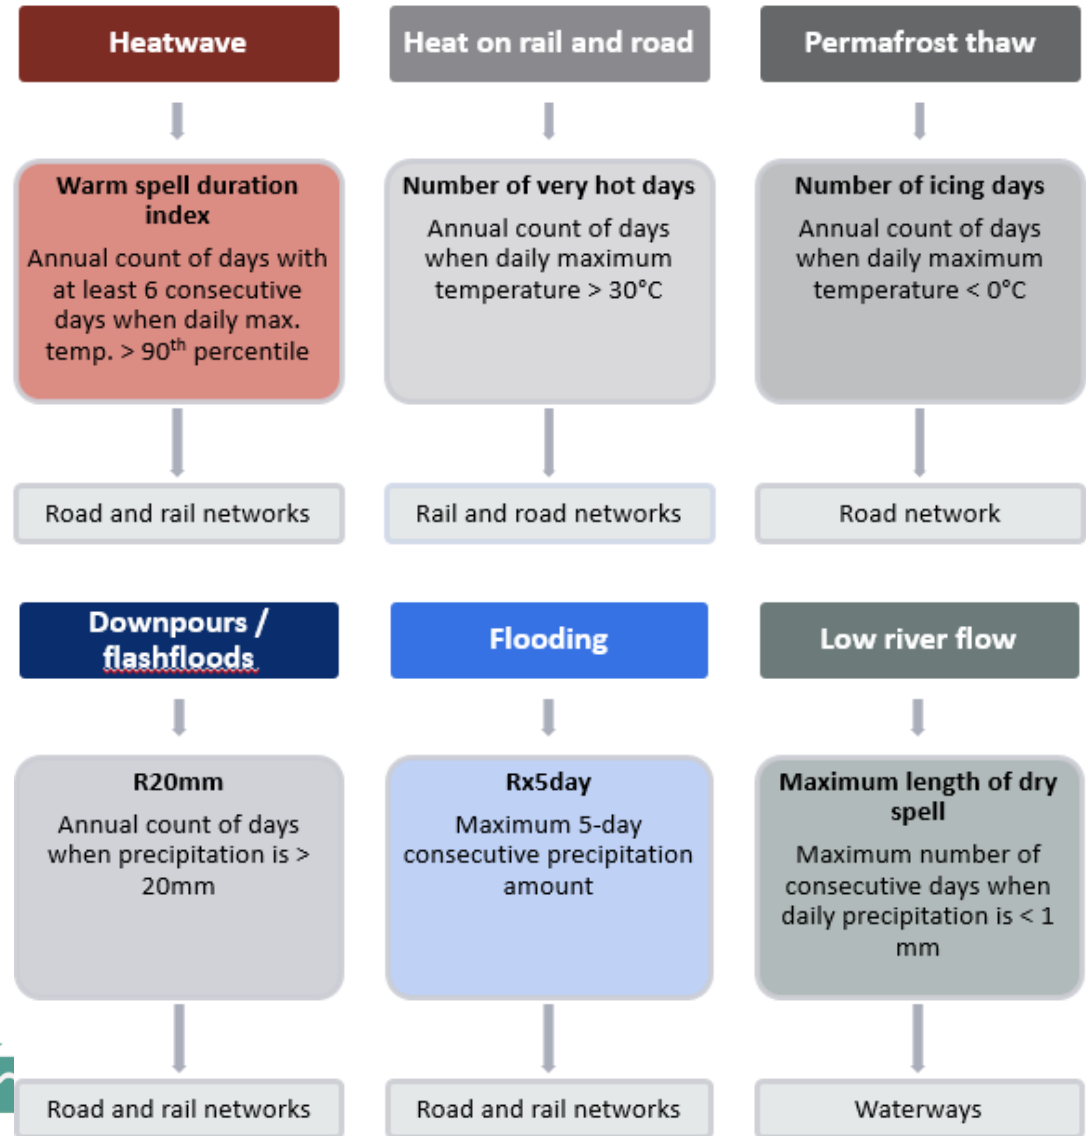 Heatwave
Warm spell duration
index
Annual count of days with
at least 6 consecutive
days when daily max.
temp. > 90th percentile
Road and rail networks
Heat on rail and road
Number of very hot days
Annual count of days
when daily maximum
temperature > 30°C
Rail and road networks
Permafrost thaw
Number of icing days
Annual count of days
when daily maximum
temperature < 0°C
Road network
Downpours /
flashfloods
R20mm
Annual count of days
when precipitation is >
20mm
Road and rail networks
Flooding
Rx5day
Maximum 5-day
consecutive precipitation
amount
Road and rail networks
Low river flow
Maximum length of dry
spell
Maximum number of
consecutive days when
daily precipitation is < 1
mm
Waterways